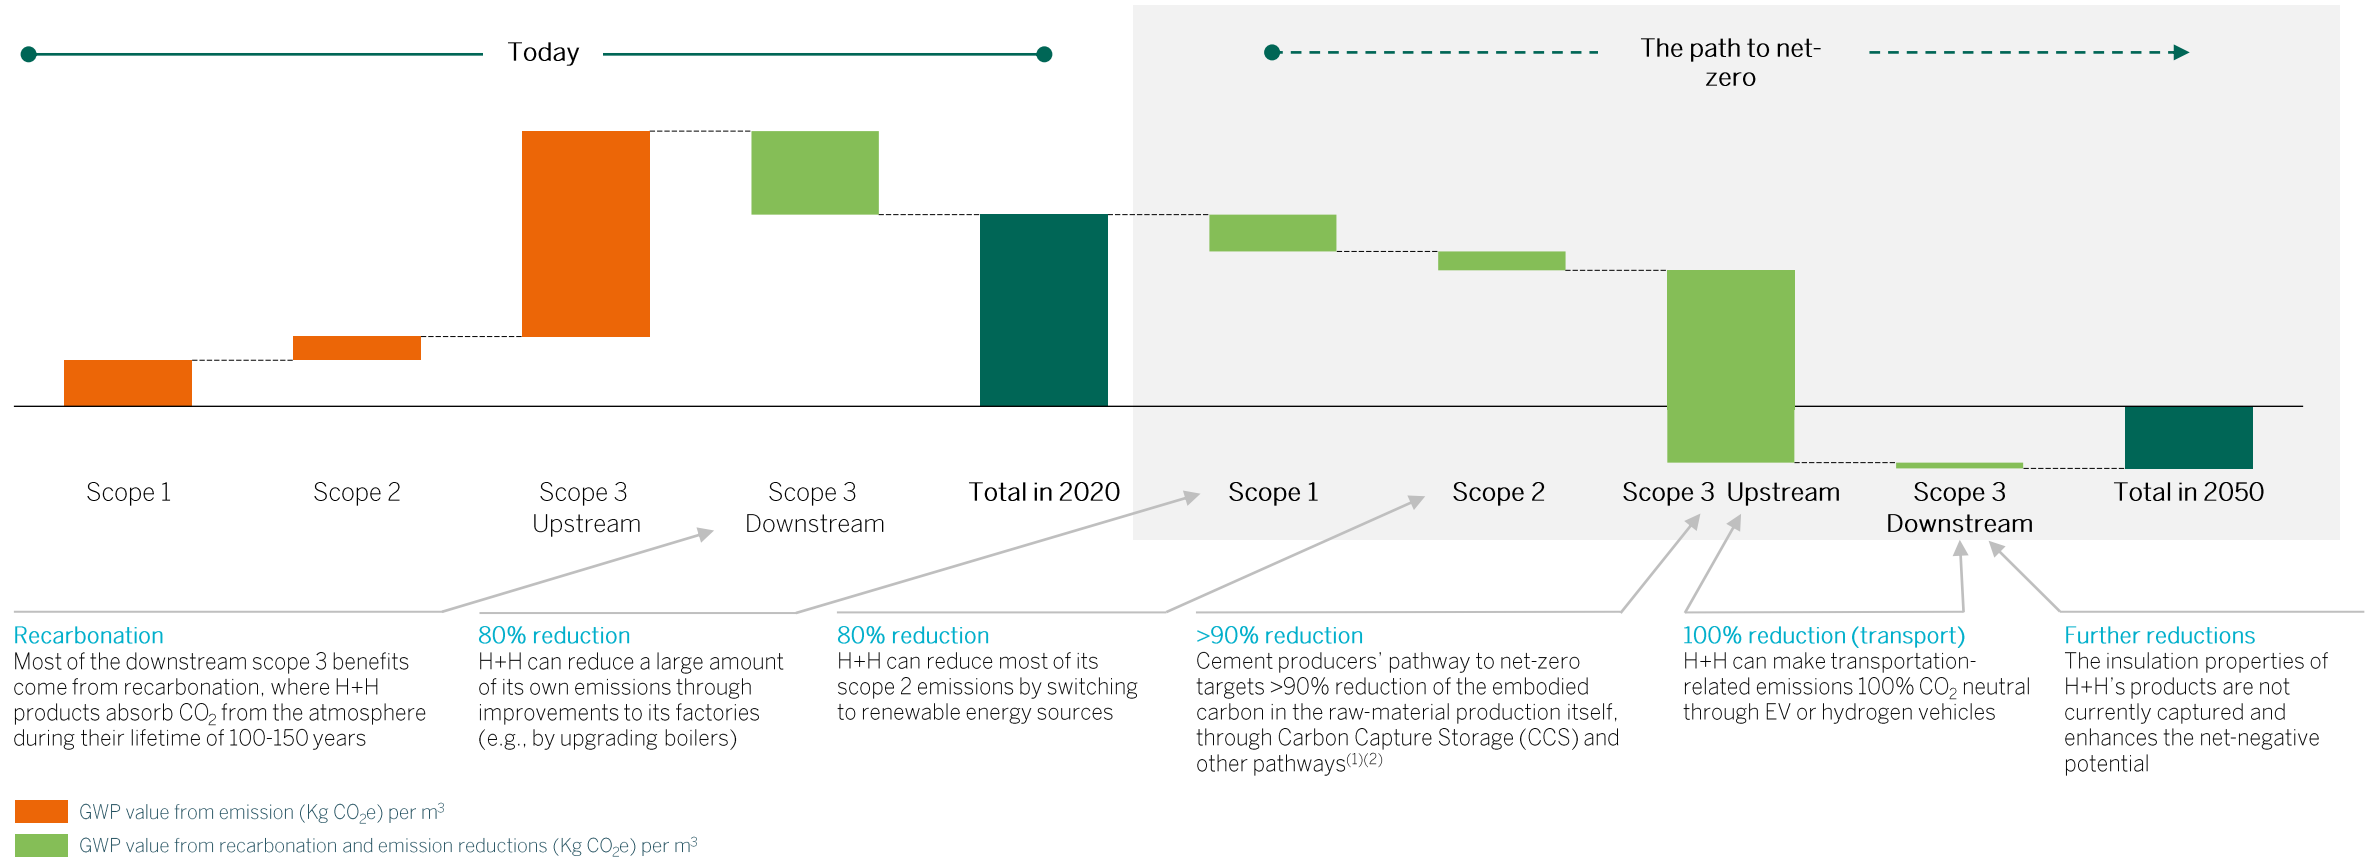 Today
The path to net-
zero
Scope 1
Scope 2
Scope 3
Upstream
Scope 3
Downstream
Total in 2020
Scope 1
Scope 2
Scope 3 Upstream
Scope 3
Downstream
Total in 2050
Recarbonation
Most of the downstream scope 3 benefits
come from recarbonation, where H+H
products absorb CO₂ from the atmosphere
during their lifetime of 100-150 years
80% reduction
H+H can reduce a large amount
of its own emissions through
improvements to its factories
(e.g., by upgrading boilers)
80% reduction
H+H can reduce most of its
scope 2 emissions by switching
to renewable energy sources
>90% reduction
Cement producers’ pathway to net-zero
targets >90% reduction of the embodied
carbon in the raw-material production itself,
through Carbon Capture Storage (CCS) and
other pathways⁽¹⁾⁽²⁾
100% reduction (transport)
H+H can make transportation-
related emissions 100% CO₂ neutral
through EV or hydrogen vehicles
Further reductions
The insulation properties of
H+H’s products are not
currently captured and
enhances the net-negative
potential
GWP value from emission (Kg CO₂e) per m³
GWP value from recarbonation and emission reductions (Kg CO₂e) per m³